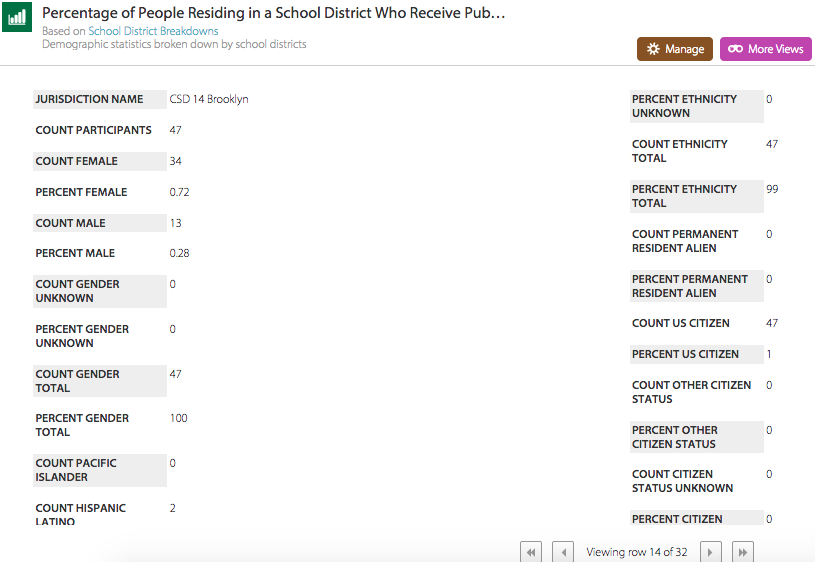 Percentage of People Residing in a School District Who Receive Pub...
Based on School District Breakdowns
Demographic statistics broken down by school districts
Manage
More Views
JURISDICTION NAME CSD 14 Brooklyn
COUNT PARTICIPANTS 47
COUNT FEMALE 34
PERCENT FEMALE 0.72
COUNT MALE 13
PERCENT MALE 0.28
COUNT GENDER 0
UNKNOWN
PERCENT GENDER 0
UNKNOWN
COUNT GENDER 47
TOTAL
PERCENT GENDER 100
TOTAL
COUNT PACIFIC 0
ISLANDER
COUNT HISPANIC 2
LATINO
PERCENT ETHNICITY 0
UNKNOWN
COUNT ETHNICITY 47
TOTAL
PERCENT ETHNICITY 99
TOTAL
COUNT PERMANENT 0
RESIDENT ALIEN
PERCENT PERMANENT 0
RESIDENT ALIEN
COUNT US CITIZEN 47
PERCENT US CITIZEN 1
COUNT OTHER CITIZEN 0
STATUS
PERCENT OTHER 0
CITIZEN STATUS
COUNT CITIZEN 0
STATUS UNKNOWN
PERCENT CITIZEN 0
Viewing row 14 of 32